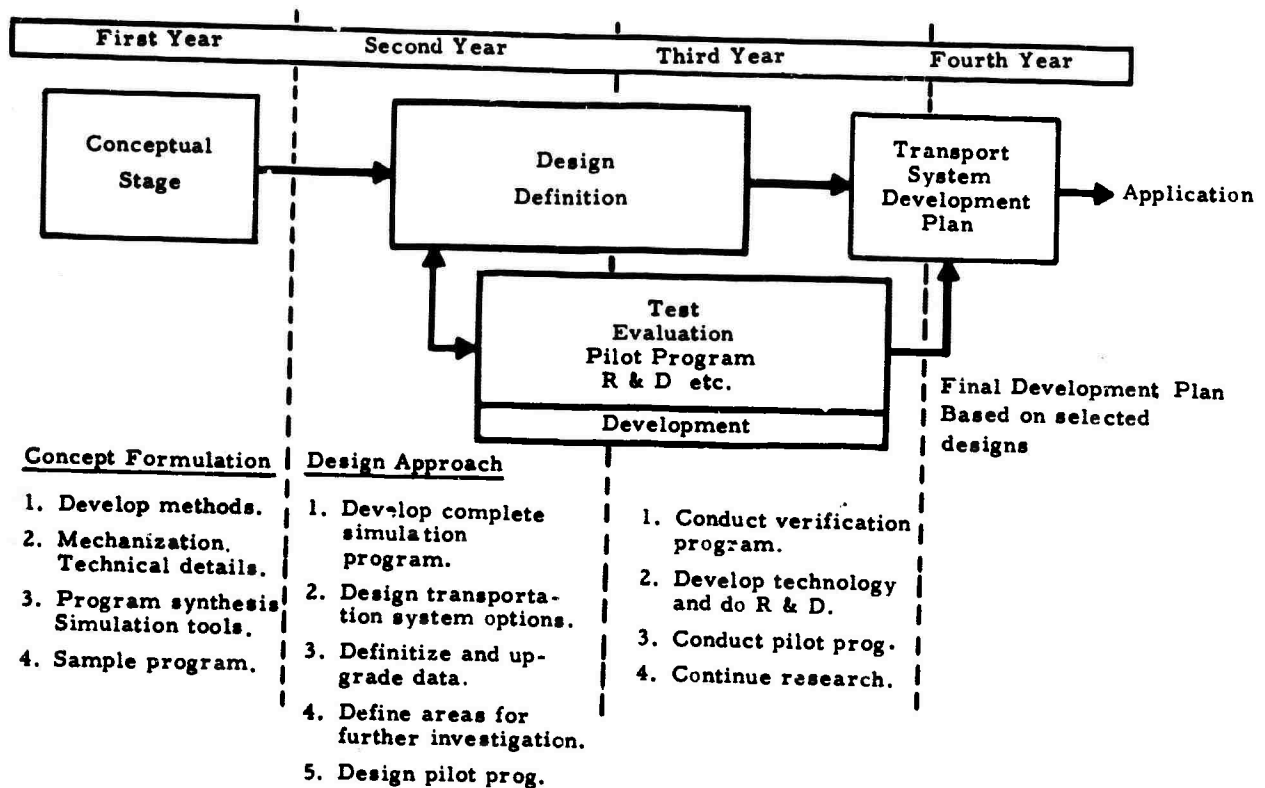 First Year
Second Year
Third Year
Fourth Year
Conceptual
Stage
Design
Definition
Transport
System
Development
Plan
Application
Test
Evaluation
Pilot Program
R & D etc.
Development
Final Development Plan
Based on selected
designs
Concept Formulation
1. Develop methods.
2. Mechanization.
Technical details.
3. Program synthesis
Simulation tools.
4. Sample program.
Design Approach
1. Develop complete
simulation
program.
2. Design transporta-
tion system options.
3. Definitize and up-
grade data.
4. Define areas for
further investigation.
5. Design pilot prog.
1. Conduct verification
program.
2. Develop technology
and do R & D.
3. Conduct pilot prog.
4. Continue research.